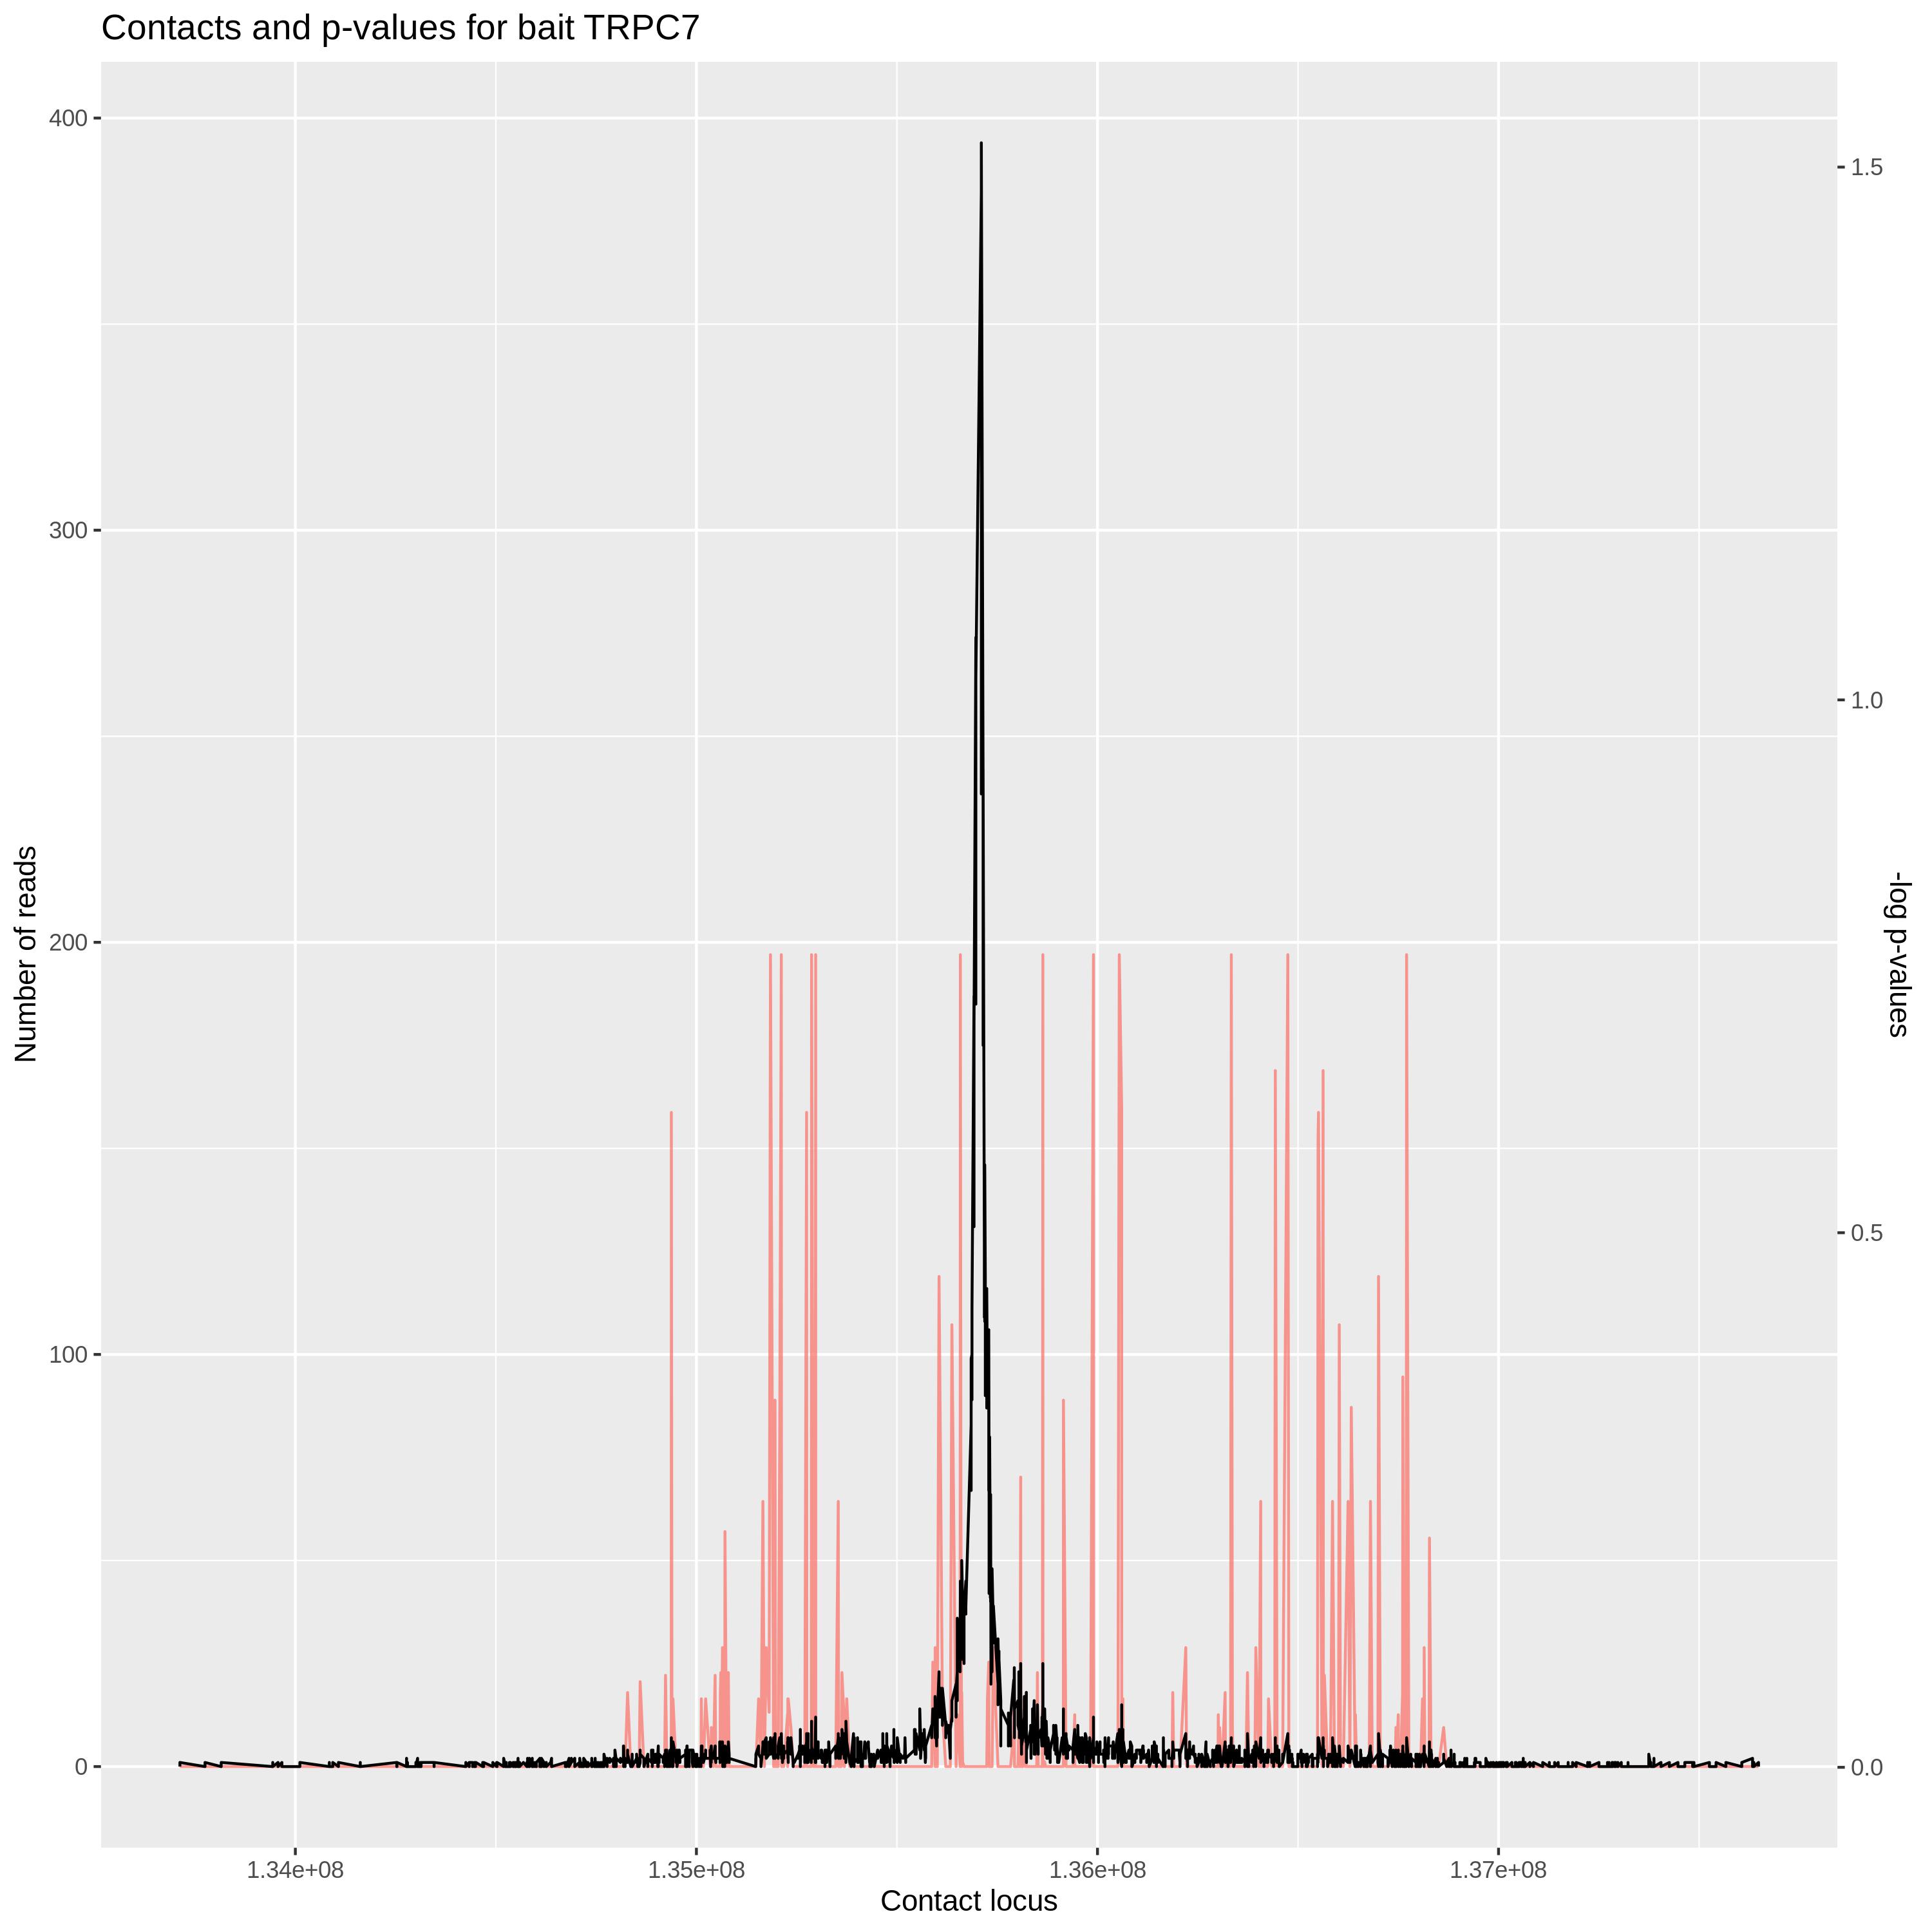 Contacts and p-values for bait TRPC7
400
300
200
100
0
Number of reads
1.5
1.0
0.5
0.0
-log p-values
1.34e+08
1.35e+08
1.36e+08
1.37e+08
Contact locus